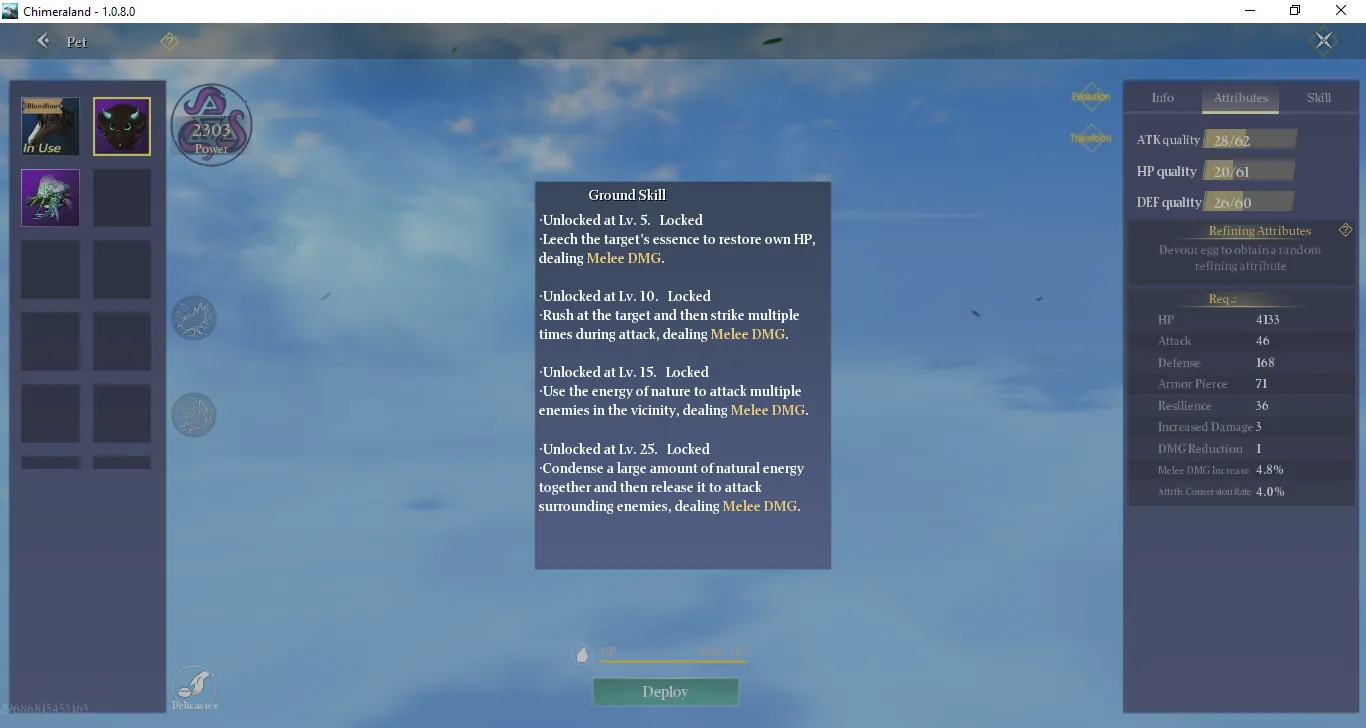 Chimeraland - 1.0.8.0
Pet
?
Bloodline
In Use
2303
Power
Evolution
Transform
Ground Skill
·Unlocked at Lv. 5. Locked
·Leech the target's essence to restore own HP,
dealing Melee DMG.
·Unlocked at Lv. 10. Locked
·Rush at the target and then strike multiple
times during attack, dealing Melee DMG.
·Unlocked at Lv. 15. Locked
·Use the energy of nature to attack multiple
enemies in the vicinity, dealing Melee DMG.
·Unlocked at Lv. 25. Locked
·Condense a large amount of natural energy
together and then release it to attack
surrounding enemies, dealing Melee DMG.
HP
Deploy
Delicacies
Info Attributes Skill
ATK quality 28/62
HP quality 20/61
DEF quality 26/60
Refining Attributes ?
Devour egg to obtain a random
refining attribute
Req.:
HP 4133
Attack 46
Defense 168
Armor Pierce 71
Resilience 36
Increased Damage 3
DMG Reduction 1
Melee DMG Increase 4.8%
Attrib. Conversion Rate 4.0%